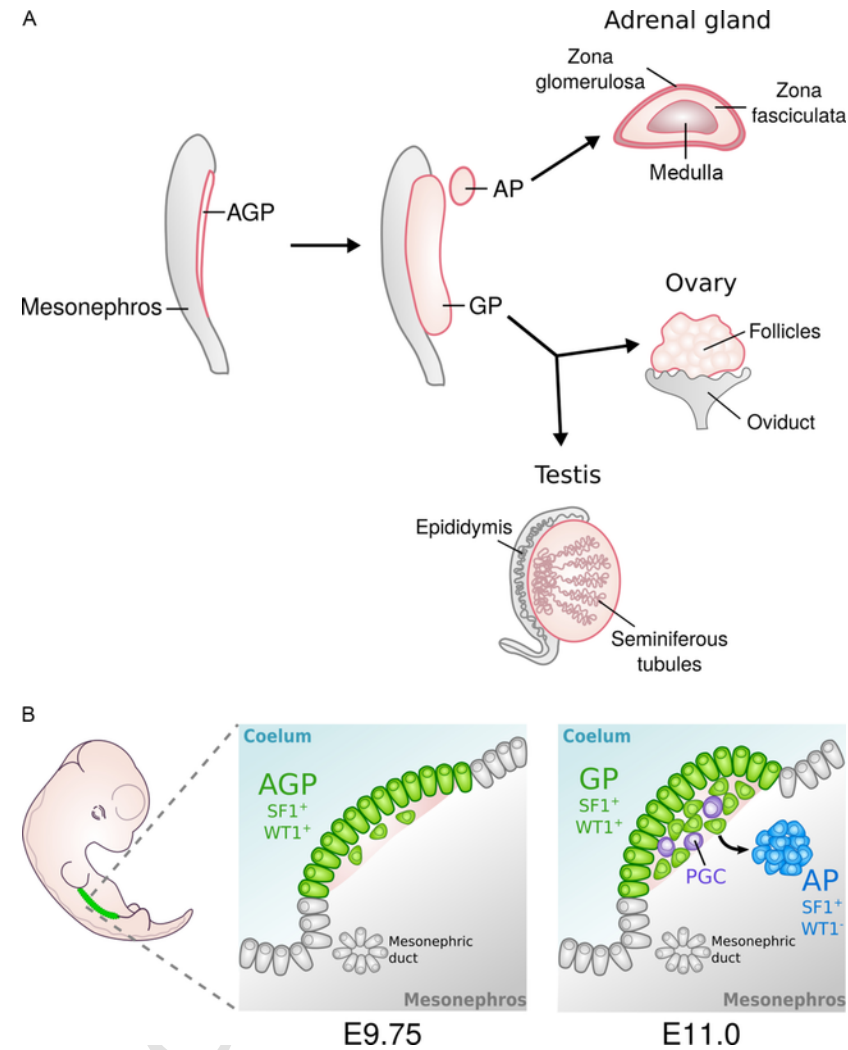 A
Adrenal gland
Zona
glomerulosa
Zona
fasciculata
Medulla
AGP
AP
Mesonephros
GP
Ovary
Follicles
Oviduct
Testis
Epididymis
Seminiferous
tubules
B
Coelum
AGP
SF1+
WT1+
Mesonephric
duct
Mesonephros
E9.75
Coelum
GP
SF1+
WT1+
PGC
AP
SF1+
WT1-
Mesonephric
duct
Mesonephros
E11.0